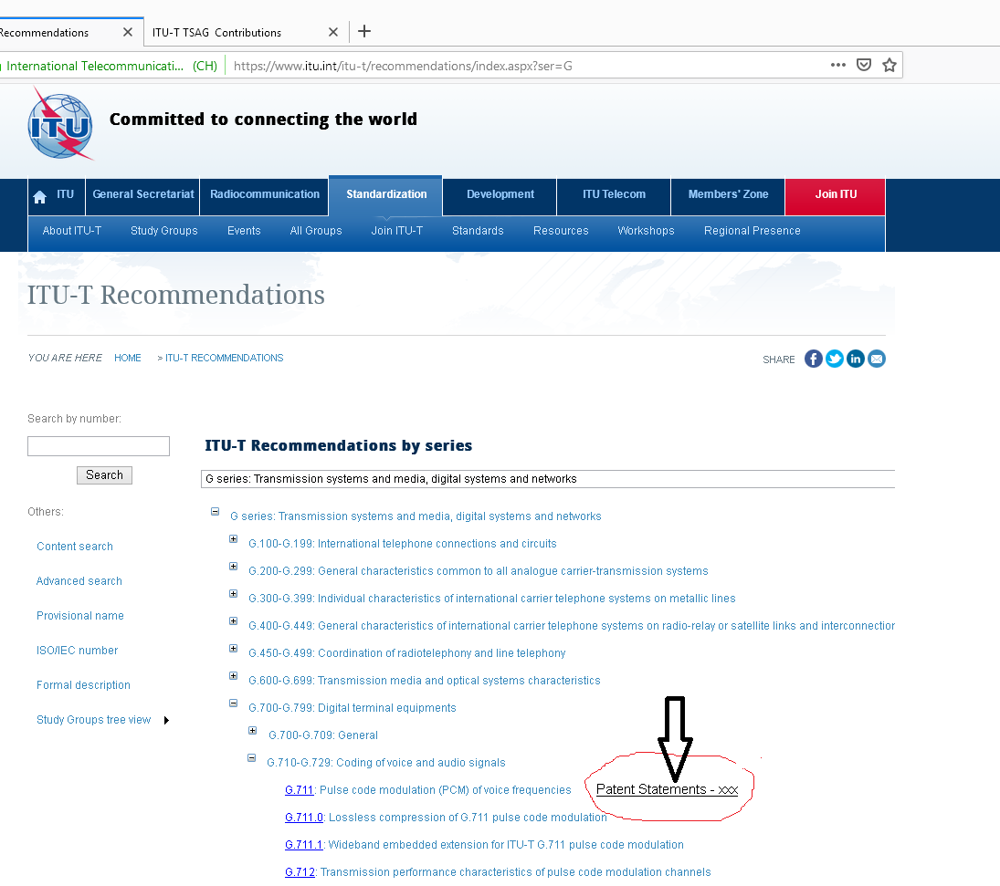 Recommendations
ITU-T TSAG Contributions
International Telecommunicati... (CH) https://www.itu.int/itu-t/recommendations/index.aspx?ser=G
ITU
Committed to connecting the world
ITU General Secretariat Radiocommunication Standardization Development ITU Telecom Members' Zone Join ITU
About ITU-T Study Groups Events All Groups Join ITU-T Standards Resources Workshops Regional Presence
ITU-T Recommendations
YOU ARE HERE HOME > ITU-T RECOMMENDATIONS
SHARE
Search by number:
Search
Others:
Content search
Advanced search
Provisional name
ISO/IEC number
Formal description
Study Groups tree view
ITU-T Recommendations by series
G series: Transmission systems and media, digital systems and networks
G series: Transmission systems and media, digital systems and networks
G.100-G.199: International telephone connections and circuits
G.200-G.299: General characteristics common to all analogue carrier-transmission systems
G.300-G.399: Individual characteristics of international carrier telephone systems on metallic lines
G.400-G.449: General characteristics of international carrier telephone systems on radio-relay or satellite links and interconnection
G.450-G.499: Coordination of radiotelephony and line telephony
G.600-G.699: Transmission media and optical systems characteristics
G.700-G.799: Digital terminal equipments
G.700-G.709: General
G.710-G.729: Coding of voice and audio signals
G.711: Pulse code modulation (PCM) of voice frequencies Patent Statements - xxx
G.711.0: Lossless compression of G.711 pulse code modulation
G.711.1: Wideband embedded extension for ITU-T G.711 pulse code modulation
G.712: Transmission performance characteristics of pulse code modulation channels